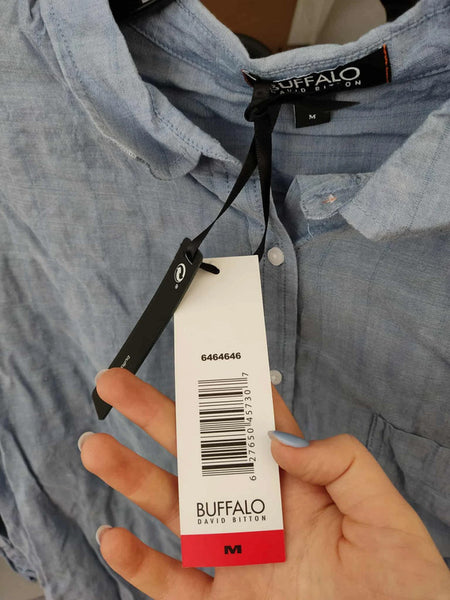 BUFFALO
DAVID BITTON
M
6464646
6 27650 45730 7
BUFFALO
DAVID BITTON
M